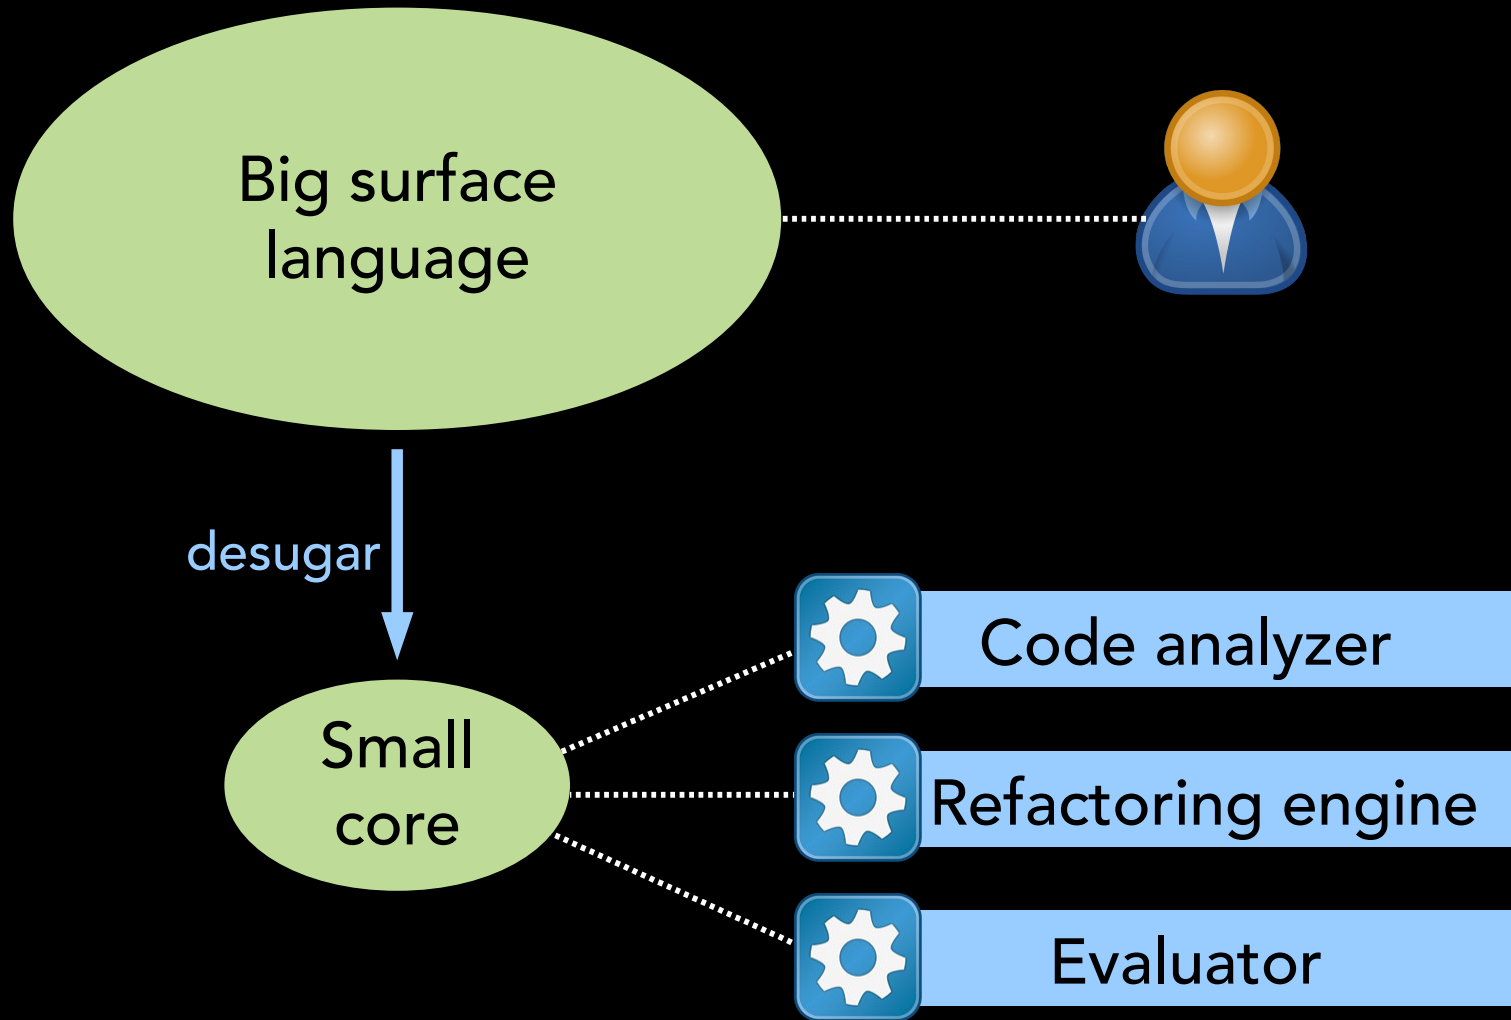 Big surface
language
desugar
Small
core
Code analyzer
Refactoring engine
Evaluator